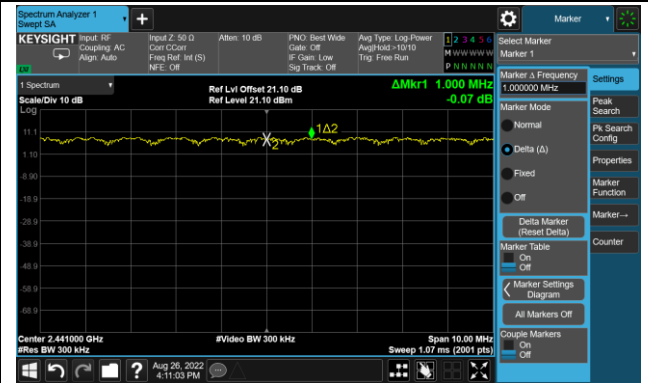 Spectrum Analyzer 1
Swept SA
+
Marker
KEYSIGHT
Input: RF
Coupling: AC
Align: Auto
Input Z: 50 Ω
Corr CCorr
Freq Ref: Int (S)
NFE: Off
Atten: 10 dB
PNO: Best Wide
Gate: Off
IF Gain: Low
Sig Track: Off
Avg Type: Log-Power
Avg|Hold:>10/10
Trig: Free Run
1 2 3 4 5 6
M W W W W W
P N N N N N
Select Marker
Marker 1
1 Spectrum
Scale/Div 10 dB
Log
Ref Lvl Offset 21.10 dB
Ref Level 21.10 dBm
ΔMkr1 1.000 MHz
-0.07 dB
11.1
1.10
-8.90
-18.9
-28.9
-38.9
-48.9
-58.9
-68.9
1Δ2
X2
Center 2.441000 GHz
#Res BW 300 kHz
#Video BW 300 kHz
Span 10.00 MHz
Sweep 1.07 ms (2001 pts)
Marker Δ Frequency
1.000000 MHz
Marker Mode
Normal
Delta (Δ)
Fixed
Off
Delta Marker
(Reset Delta)
Marker Table
On
Off
Marker Settings
Diagram
All Markers Off
Couple Markers
On
Off
Settings
Peak
Search
Pk Search
Config
Properties
Marker
Function
Marker→
Counter
?
Aug 26, 2022
4:11:03 PM